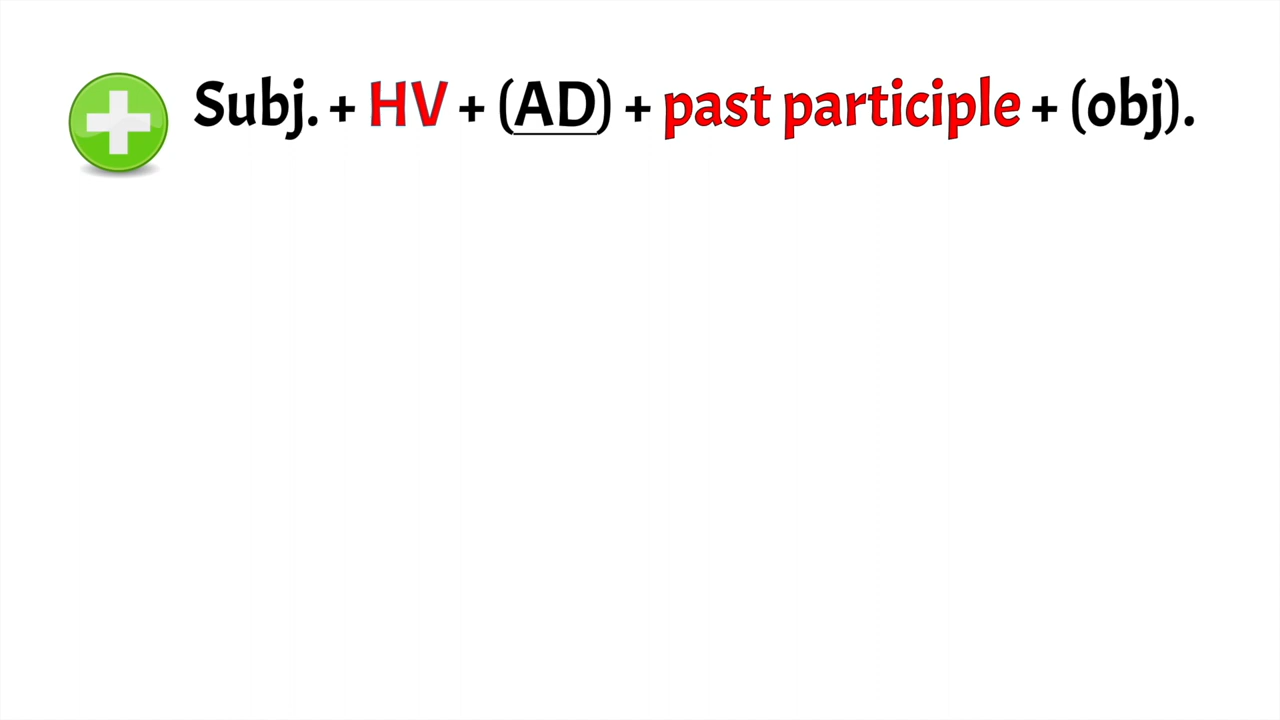 Subj. + HV + (AD) + past participle + (obj).